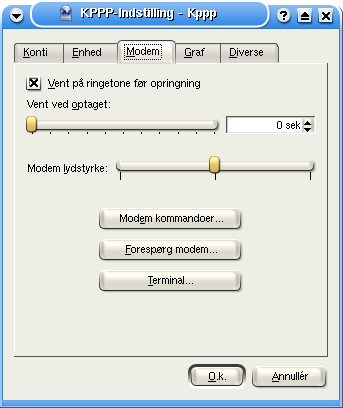 KPPP-Indstilling - Kppp
Konti Enhed Modem Graf Diverse
Vent på ringetone før opringning
Vent ved optaget:
0 sek
Modem lydstyrke:
Modem kommandoer...
Forespørg modem...
Terminal...
O.k. Annullér